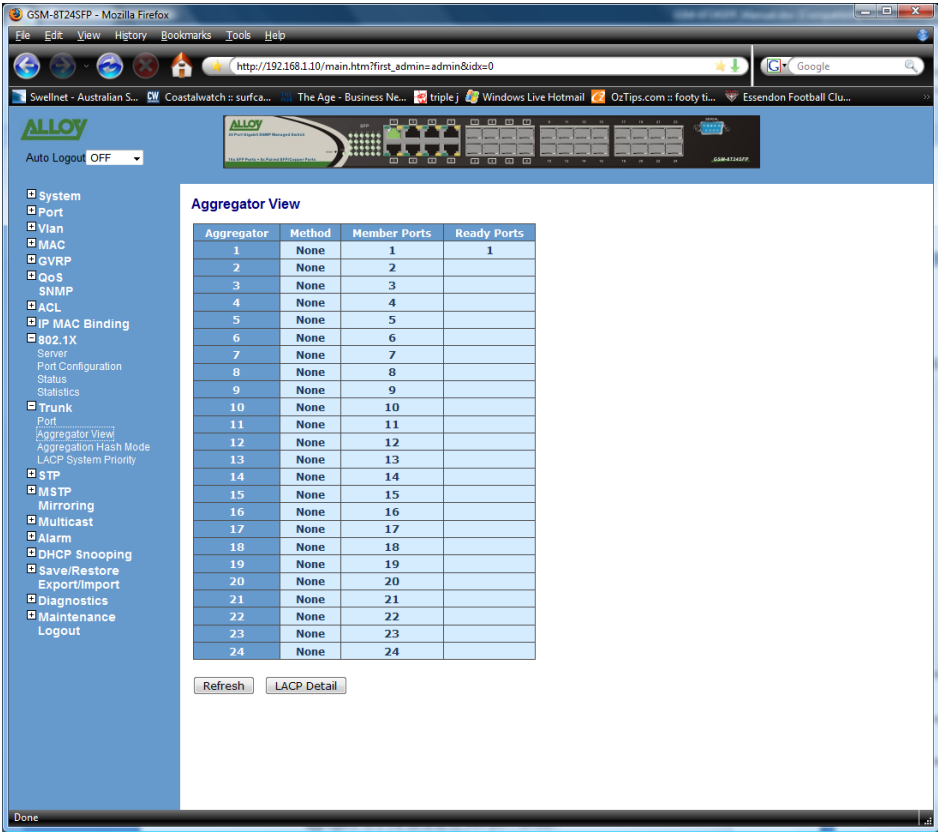 GSM-8T24SFP - Mozilla Firefox
File Edit View History Bookmarks Tools Help
http://192.168.1.10/main.htm?first_admin=admin&idx=0
Google
Swellnet - Australian S... Coastalwatch :: surfca... The Age - Business Ne... triple j Windows Live Hotmail OzTips.com :: footy ti... Essendon Football Clu...
ALLOY
Auto Logout OFF
ALLOY
GSM-8T24SFP
System
Port
Vlan
MAC
GVRP
QoS
SNMP
ACL
IP MAC Binding
802.1X
Server
Port Configuration
Status
Statistics
Trunk
Port
Aggregator View
Aggregation Hash Mode
LACP System Priority
STP
MSTP
Mirroring
Multicast
Alarm
DHCP Snooping
Save/Restore
Export/Import
Diagnostics
Maintenance
Logout
Aggregator View
Aggregator Method Member Ports Ready Ports
1 None 1 1
2 None 2
3 None 3
4 None 4
5 None 5
6 None 6
7 None 7
8 None 8
9 None 9
10 None 10
11 None 11
12 None 12
13 None 13
14 None 14
15 None 15
16 None 16
17 None 17
18 None 18
19 None 19
20 None 20
21 None 21
22 None 22
23 None 23
24 None 24
Refresh LACP Detail
Done